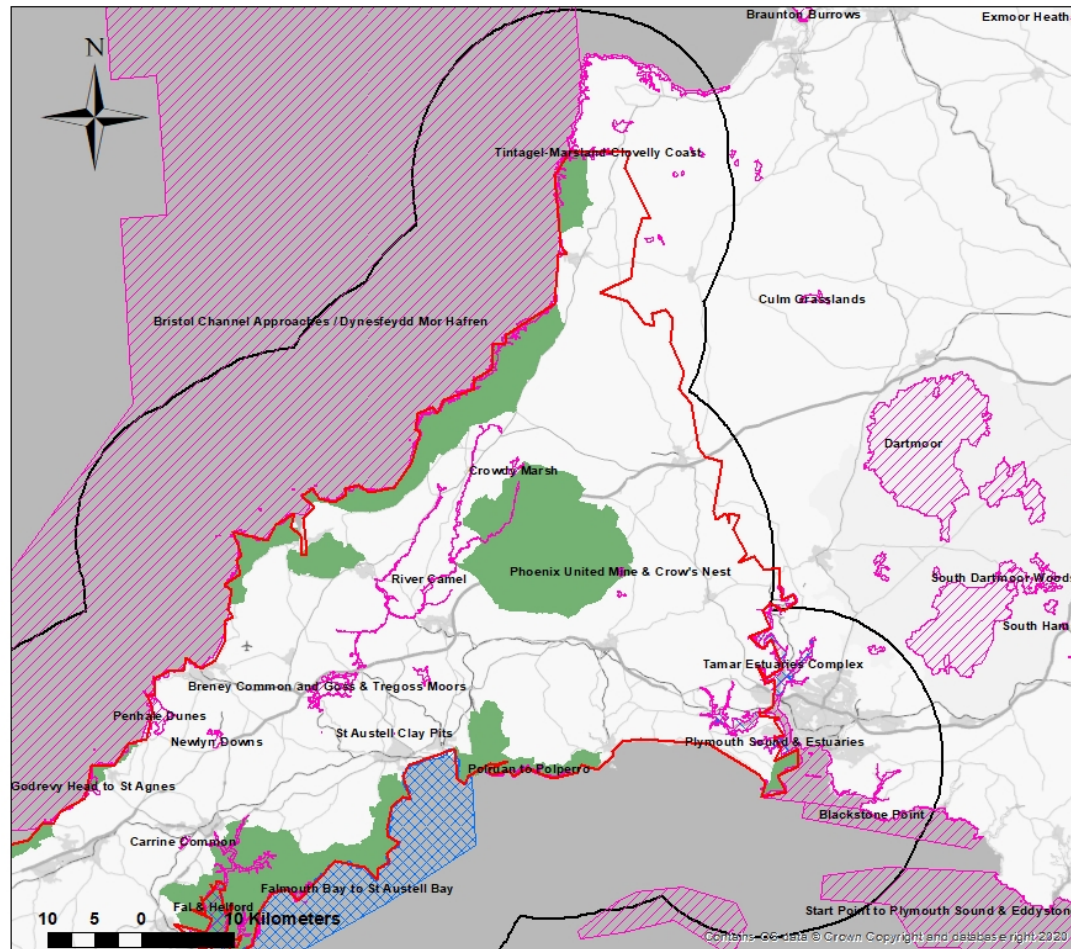 Braunton Burrows
Exmoor Heath
N
Tintagel-Marsland-Clovelly Coast
Culm Grasslands
Bristol Channel Approaches / Dynesfeydd Mor Hafren
Dartmoor
Crowdy Marsh
Phoenix United Mine & Crow's Nest
River Camel
South Dartmoor Woods
South Ham
Tamar Estuaries Complex
Breney Common and Goss & Tregoss Moors
Penhale Dunes
Newlyn Downs
St Austell Clay Pits
Plymouth Sound & Estuaries
Polruan to Polperro
Godrevy Head to St Agnes
Blackstone Point
Carrine Common
Falmouth Bay to St Austell Bay
Fal & Helford
10 5 0 10 Kilometers
Start Point to Plymouth Sound & Eddyston
Contains OS data © Crown Copyright and database right 2020